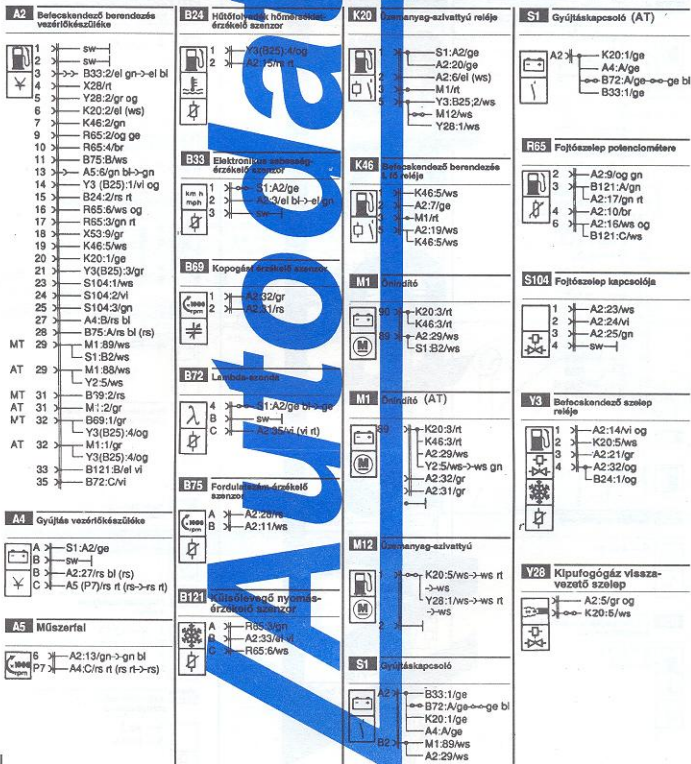 A2 Befecskendező berendezés
vezérlőkészüléke
1 sw
2 sw
3 B33:2/el gn->el bl
4 X28/rt
5 Y28:2/gr og
6 K20:2/el (ws)
7 K46:2/gn
9 R65:2/og ge
10 R65:4/br
11 B75:B/ws
13 A5:6/gn bl->gn
14 Y3 (B25):1/vi og
15 B24:2/rs rt
16 R65:6/ws og
17 R65:3/gn rt
18 X53:9/gr
19 K46:5/ws
20 K20:1/ge
21 Y3(B25):3/gr
23 S104:1/ws
24 S104:2/vi
25 S104:3/gn
27 A4:B/rs bl
28 B75:A/rs bl (rs)
MT 29 M1:89/ws
S1:B2/ws
AT 29 M1:88/ws
Y2:5/ws
MT 31 B69:2/rs
AT 31 M1:2/gr
MT 32 B69:1/gr
Y3(B25):4/og
AT 32 M1:1/gr
Y3(B25):4/og
33 B121:B/el vi
35 B72:C/vi
A4 Gyújtás vezérlőkészüléke
A S1:A2/ge
B sw
B A2:27/rs bl (rs)
C A5 (P7)/rs rt (rs->rs rt)
A5 Műszerfal
x1000 rpm
6 A2:13/gn->gn bl
P7 A4:C/rs rt (rs rt->rs)
B24 Hűtőfolyadék hőmérséklet-
érzékelő szenzor
1 Y3(B25):4/og
2 A2:15/rs rt
B33 Elektronikus sebesség-
érzékelő szenzor
km h
mph
1 S1:A2/ge
2 A2:3/el bl->el gn
3 sw
B69 Kopogást érzékelő szenzor
x1000 rpm
1 A2:32/gr
2 A2:31/rs
B72 Lambda-szonda
λ
4 S1:A2/ge bl->ge
B sw
C A2:35/vi (vi rt)
B75 Fordulatszám-érzékelő
szenzor
x1000 rpm
A A2:28/rs
B A2:11/ws
B121 Külsőlevegő nyomás-
érzékelő szenzor
A R65:3/gn
B A2:33/el vi
C R65:6/ws
K20 Üzemanyag-szivattyú reléje
1 S1:A2/ge
A2:20/ge
2 A2:6/el (ws)
3 M1/rt
5 Y3:B25;2/ws
M12/ws
Y28:1/ws
K46 Befecskendező berendezés
fő reléje
1 K46:5/ws
2 A2:7/ge
3 M1/rt
5 A2:19/ws
K46:5/ws
M1 Önindító
M
90 K20:3/rt
K46:3/rt
89 A2:29/ws
S1:B2/ws
M1 Önindító (AT)
M
89 K20:3/rt
K46:3/rt
A2:29/ws
Y2:5/ws->ws gn
A2:32/gr
A2:31/gr
M12 Üzemanyag-szivattyú
M
1 K20:5/ws->ws rt
->ws
Y28:1/ws->ws rt
->ws
2
S1 Gyújtáskapcsoló
A2 B33:1/ge
B72:A/ge ge bl
K20:1/ge
A4:A/ge
B2 M1:89/ws
A2:29/ws
S1 Gyújtáskapcsoló (AT)
A2 K20:1/ge
A4:A/ge
B72:A/ge ge bl
B33:1/ge
R65 Fojtószelep potenciométere
2 A2:9/og gn
3 B121:A/gn
A2:17/gn rt
4 A2:10/br
6 A2:16/ws og
B121:C/ws
S104 Fojtószelep kapcsolója
1 A2:23/ws
2 A2:24/vi
3 A2:25/gn
4 sw
Y3 Befecskendező szelep
reléje
1 A2:14/vi og
2 K20:5/ws
3 A2:21/gr
4 A2:32/og
B24:1/og
Y28 Kipufogógáz vissza-
vezető szelep
A2:5/gr og
K20:5/ws
Autodata